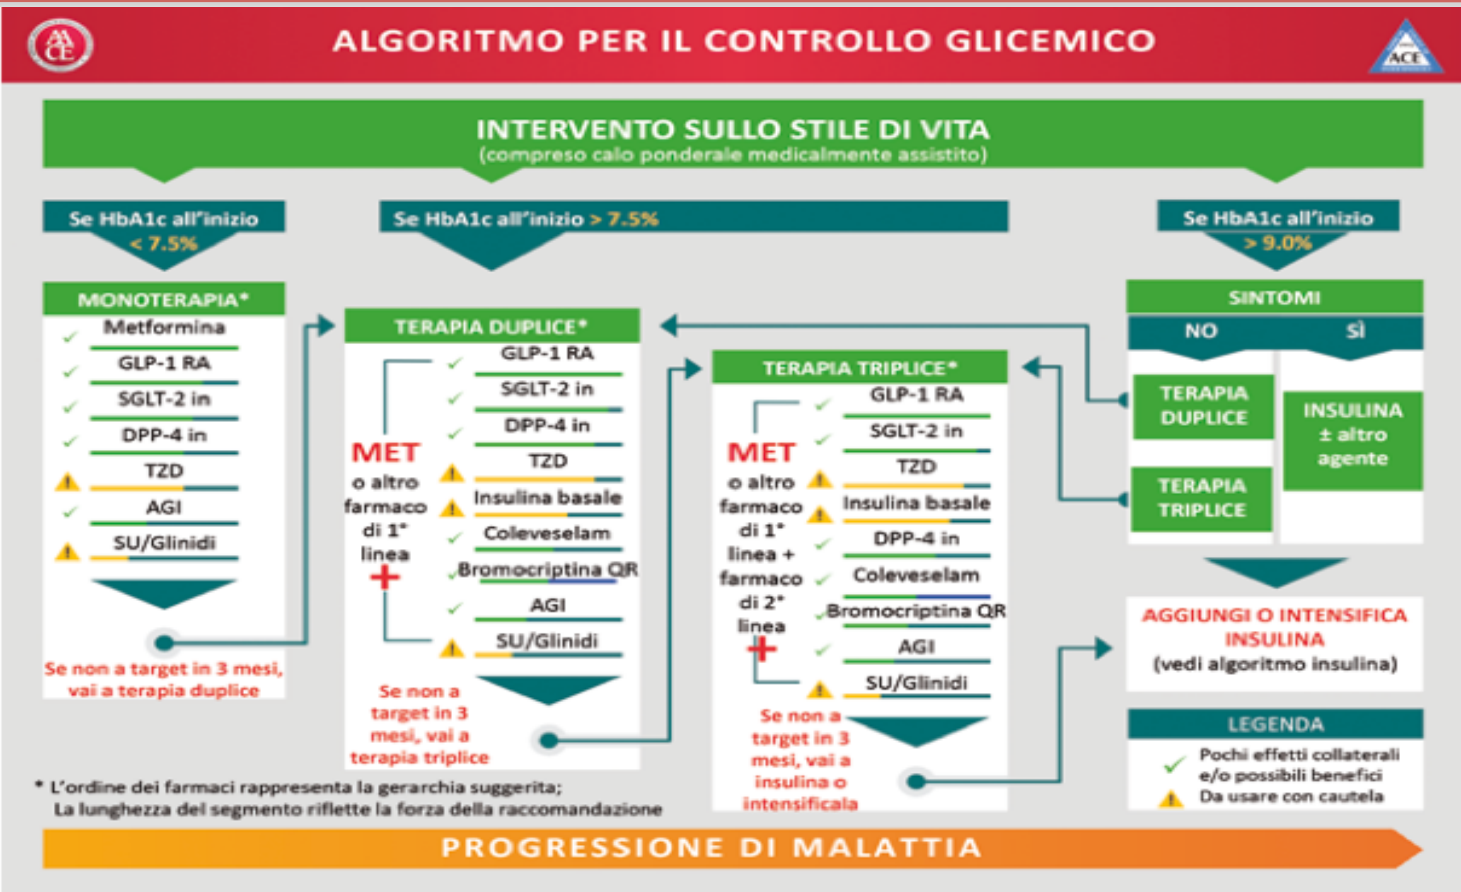 AACE
ALGORITMO PER IL CONTROLLO GLICEMICO
ACE
INTERVENTO SULLO STILE DI VITA
(compreso calo ponderale medicalmente assistito)
Se HbA1c all'inizio
< 7.5%
Se HbA1c all'inizio > 7.5%
Se HbA1c all'inizio
> 9.0%
MONOTERAPIA*
Metformina
GLP-1 RA
SGLT-2 in
DPP-4 in
TZD
AGI
SU/Glinidi
Se non a target in 3 mesi,
vai a terapia duplice
TERAPIA DUPLICE*
MET
o altro
farmaco
di 1°
linea
+
GLP-1 RA
SGLT-2 in
DPP-4 in
TZD
Insulina basale
Coleveselam
Bromocriptina QR
AGI
SU/Glinidi
Se non a
target in 3
mesi, vai a
terapia triplice
TERAPIA TRIPLICE*
MET
o altro
farmaco
di 1°
linea +
farmaco
di 2°
linea
+
GLP-1 RA
SGLT-2 in
TZD
Insulina basale
DPP-4 in
Coleveselam
Bromocriptina QR
AGI
SU/Glinidi
Se non a
target in 3
mesi, vai a
insulina o
intensificala
SINTOMI
NO
SÌ
TERAPIA
DUPLICE
TERAPIA
TRIPLICE
INSULINA
± altro
agente
AGGIUNGI O INTENSIFICA
INSULINA
(vedi algoritmo insulina)
LEGENDA
Pochi effetti collaterali
e/o possibili benefici
Da usare con cautela
* L'ordine dei farmaci rappresenta la gerarchia suggerita;
La lunghezza del segmento riflette la forza della raccomandazione
PROGRESSIONE DI MALATTIA